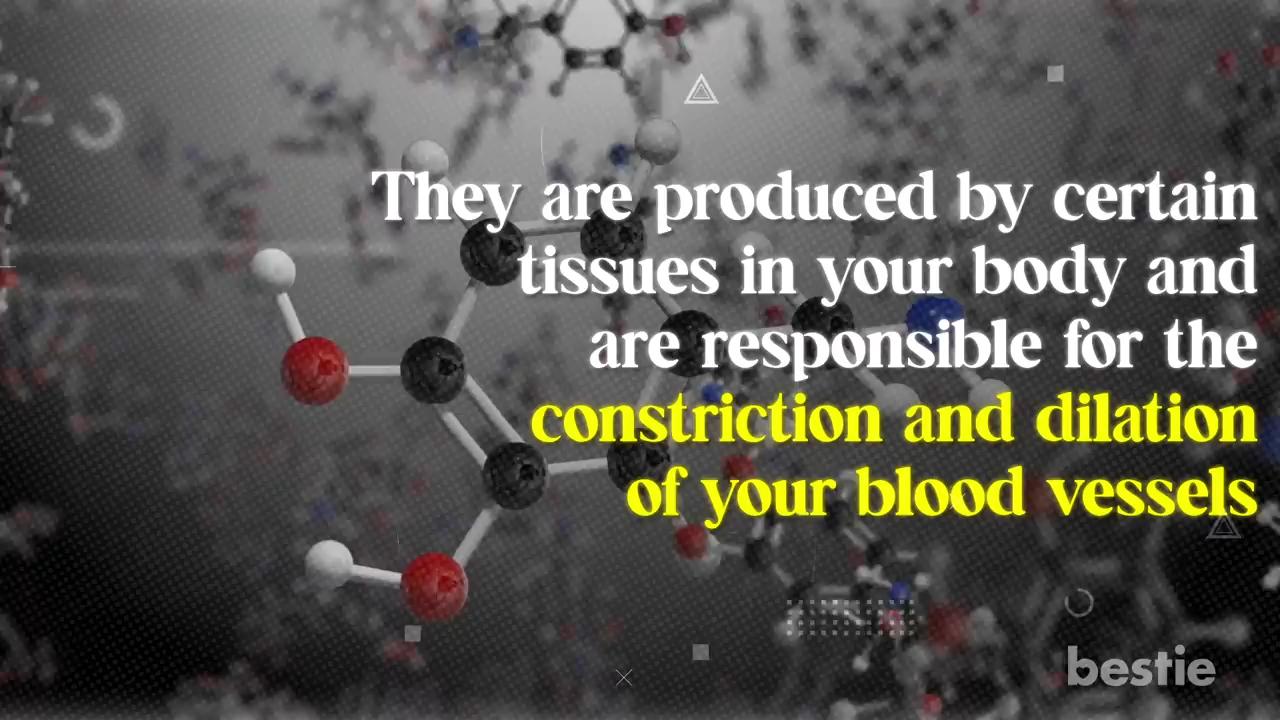 They are produced by certain
tissues in your body and
are responsible for the
constriction and dilation
of your blood vessels
bestie